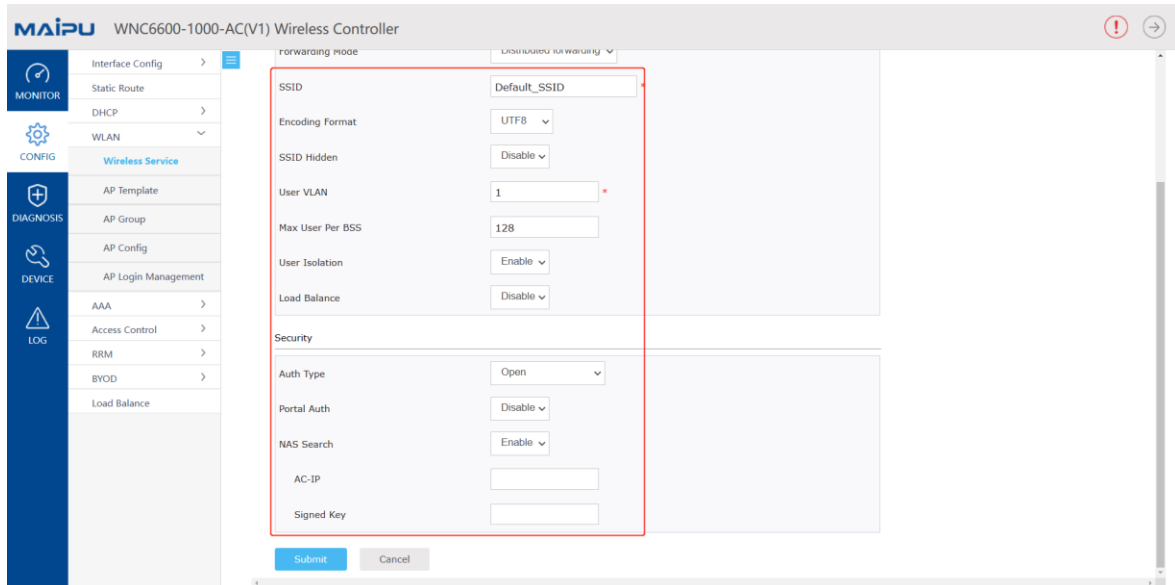 MAIPU WNC6600-1000-AC(V1) Wireless Controller
MONITOR
CONFIG
DIAGNOSIS
DEVICE
LOG
Interface Config
Static Route
DHCP
WLAN
Wireless Service
AP Template
AP Group
AP Config
AP Login Management
AAA
Access Control
RRM
BYOD
Load Balance
Forwarding Mode Distributed forwarding
SSID Default_SSID *
Encoding Format UTF8
SSID Hidden Disable
User VLAN 1 *
Max User Per BSS 128
User Isolation Enable
Load Balance Disable
Security
Auth Type Open
Portal Auth Disable
NAS Search Enable
AC-IP
Signed Key
Submit Cancel